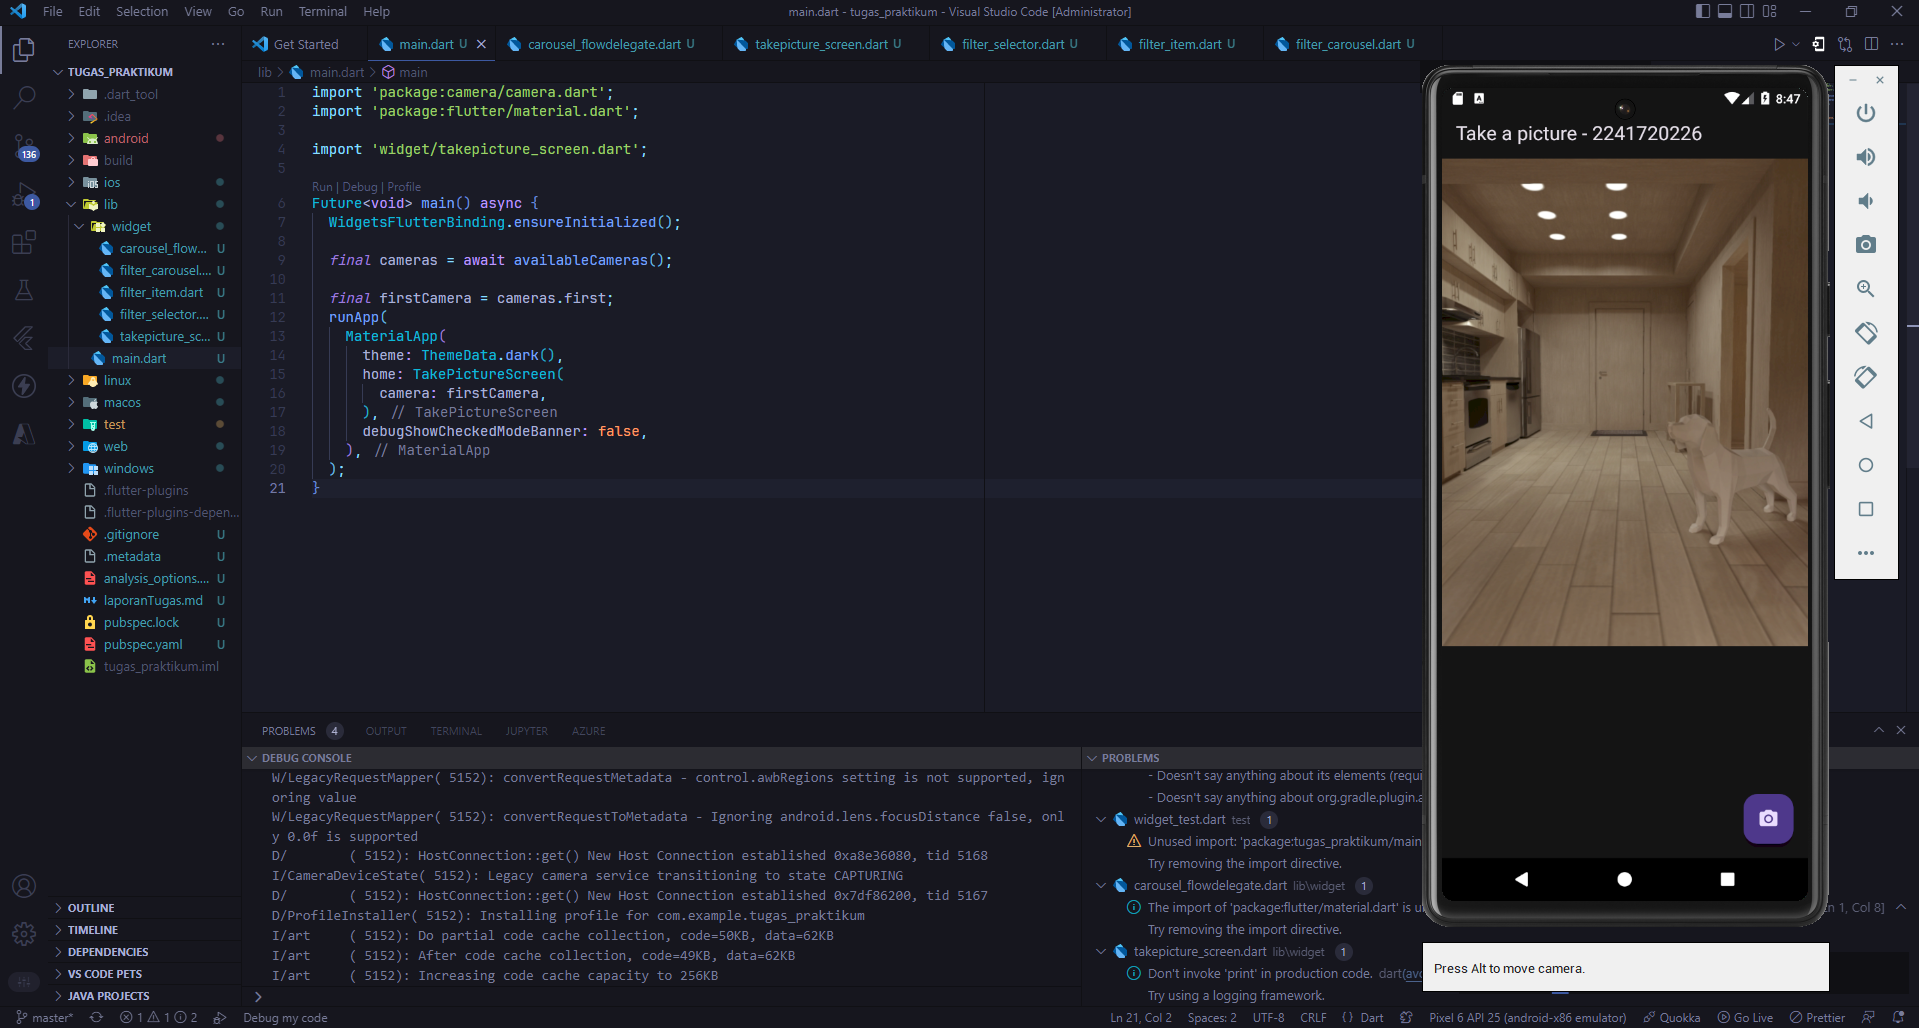 File Edit Selection View Go Run Terminal Help
main.dart - tugas_praktikum - Visual Studio Code [Administrator]
EXPLORER
TUGAS_PRAKTIKUM
.dart_tool
.idea
android
build
ios
lib
widget
carousel_flow... U
filter_carousel.... U
filter_item.dart U
filter_selector.... U
takepicture_sc... U
main.dart U
linux
macos
test
web
windows
.flutter-plugins
.flutter-plugins-depen...
.gitignore U
.metadata U
analysis_options.... U
laporanTugas.md U
pubspec.lock U
pubspec.yaml U
tugas_praktikum.iml
OUTLINE
TIMELINE
DEPENDENCIES
VS CODE PETS
JAVA PROJECTS
136
1
Get Started
main.dart U
carousel_flowdelegate.dart U
takepicture_screen.dart U
filter_selector.dart U
filter_item.dart U
filter_carousel.dart U
lib > main.dart > main
1 import 'package:camera/camera.dart';
2 import 'package:flutter/material.dart';
3
4 import 'widget/takepicture_screen.dart';
5
Run | Debug | Profile
6 Future<void> main() async {
7 WidgetsFlutterBinding.ensureInitialized();
8
9 final cameras = await availableCameras();
10
11 final firstCamera = cameras.first;
12 runApp(
13 MaterialApp(
14 theme: ThemeData.dark(),
15 home: TakePictureScreen(
16 camera: firstCamera,
17 ), // TakePictureScreen
18 debugShowCheckedModeBanner: false,
19 ), // MaterialApp
20 );
21 }
8:47
Take a picture - 2241720226
Press Alt to move camera.
PROBLEMS 4 OUTPUT TERMINAL JUPYTER AZURE
DEBUG CONSOLE
W/LegacyRequestMapper( 5152): convertRequestMetadata - control.awbRegions setting is not supported, ign
oring value
W/LegacyRequestMapper( 5152): convertRequestToMetadata - Ignoring android.lens.focusDistance false, onl
y 0.0f is supported
D/ ( 5152): HostConnection::get() New Host Connection established 0xa8e36080, tid 5168
I/CameraDeviceState( 5152): Legacy camera service transitioning to state CAPTURING
D/ ( 5152): HostConnection::get() New Host Connection established 0x7df86200, tid 5167
D/ProfileInstaller( 5152): Installing profile for com.example.tugas_praktikum
I/art ( 5152): Do partial code cache collection, code=50KB, data=62KB
I/art ( 5152): After code cache collection, code=49KB, data=62KB
I/art ( 5152): Increasing code cache capacity to 256KB
PROBLEMS
- Doesn't say anything about its elements (requi
- Doesn't say anything about org.gradle.plugin.a
widget_test.dart test 1
Unused import: 'package:tugas_praktikum/main
Try removing the import directive.
carousel_flowdelegate.dart lib\widget 1
The import of 'package:flutter/material.dart' is u
n 1, Col 8]
Try removing the import directive.
takepicture_screen.dart lib\widget 1
Don't invoke 'print' in production code. dart(avo
Try using a logging framework.
master* 1 1 2 Debug my code
Ln 21, Col 2 Spaces: 2 UTF-8 CRLF { } Dart Pixel 6 API 25 (android-x86 emulator) Quokka Go Live Prettier